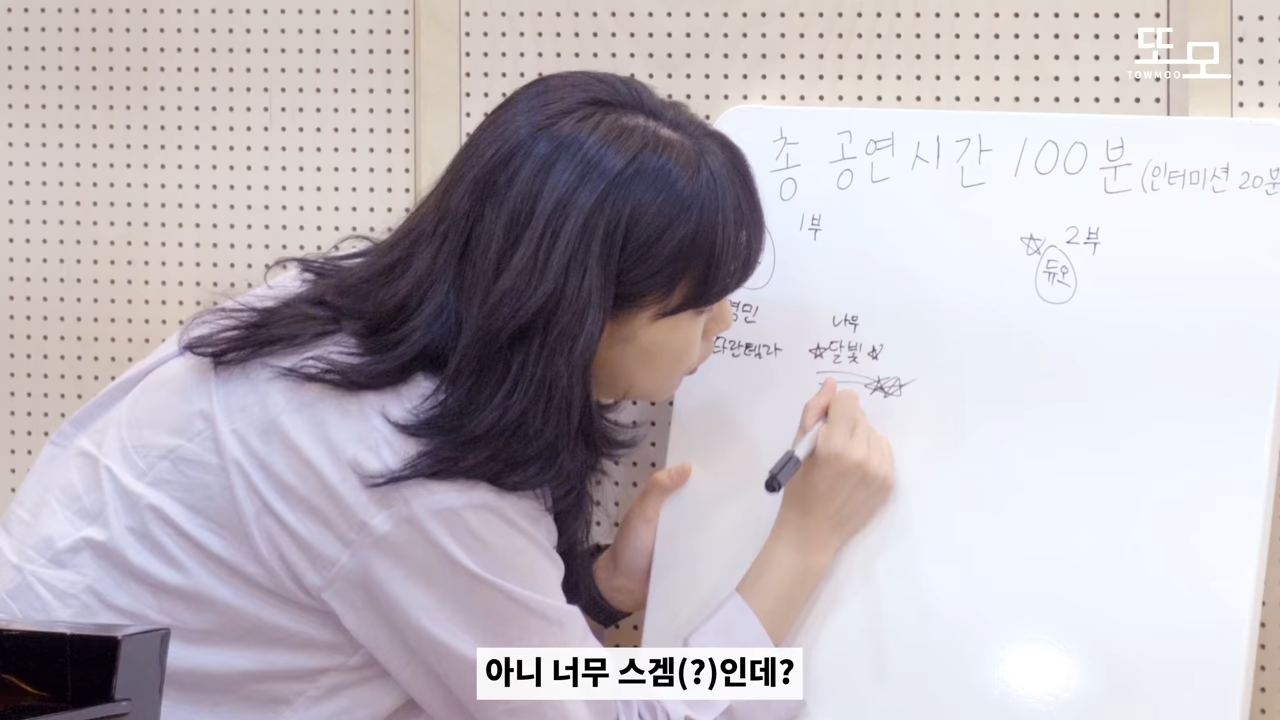 또모
TOWMOO
총 공연시간 100분 (인터미션 20분
1부
2부
듀오
경민
나무
타란텔라
달빛
아니 너무 스겜(?)인데?